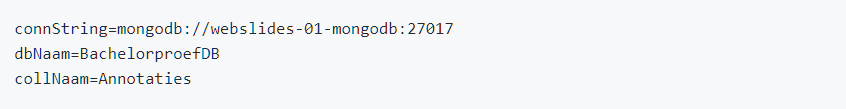 connString=mongodb://webslides-01-mongodb:27017
dbNaam=BachelorproefDB
collNaam=Annotaties